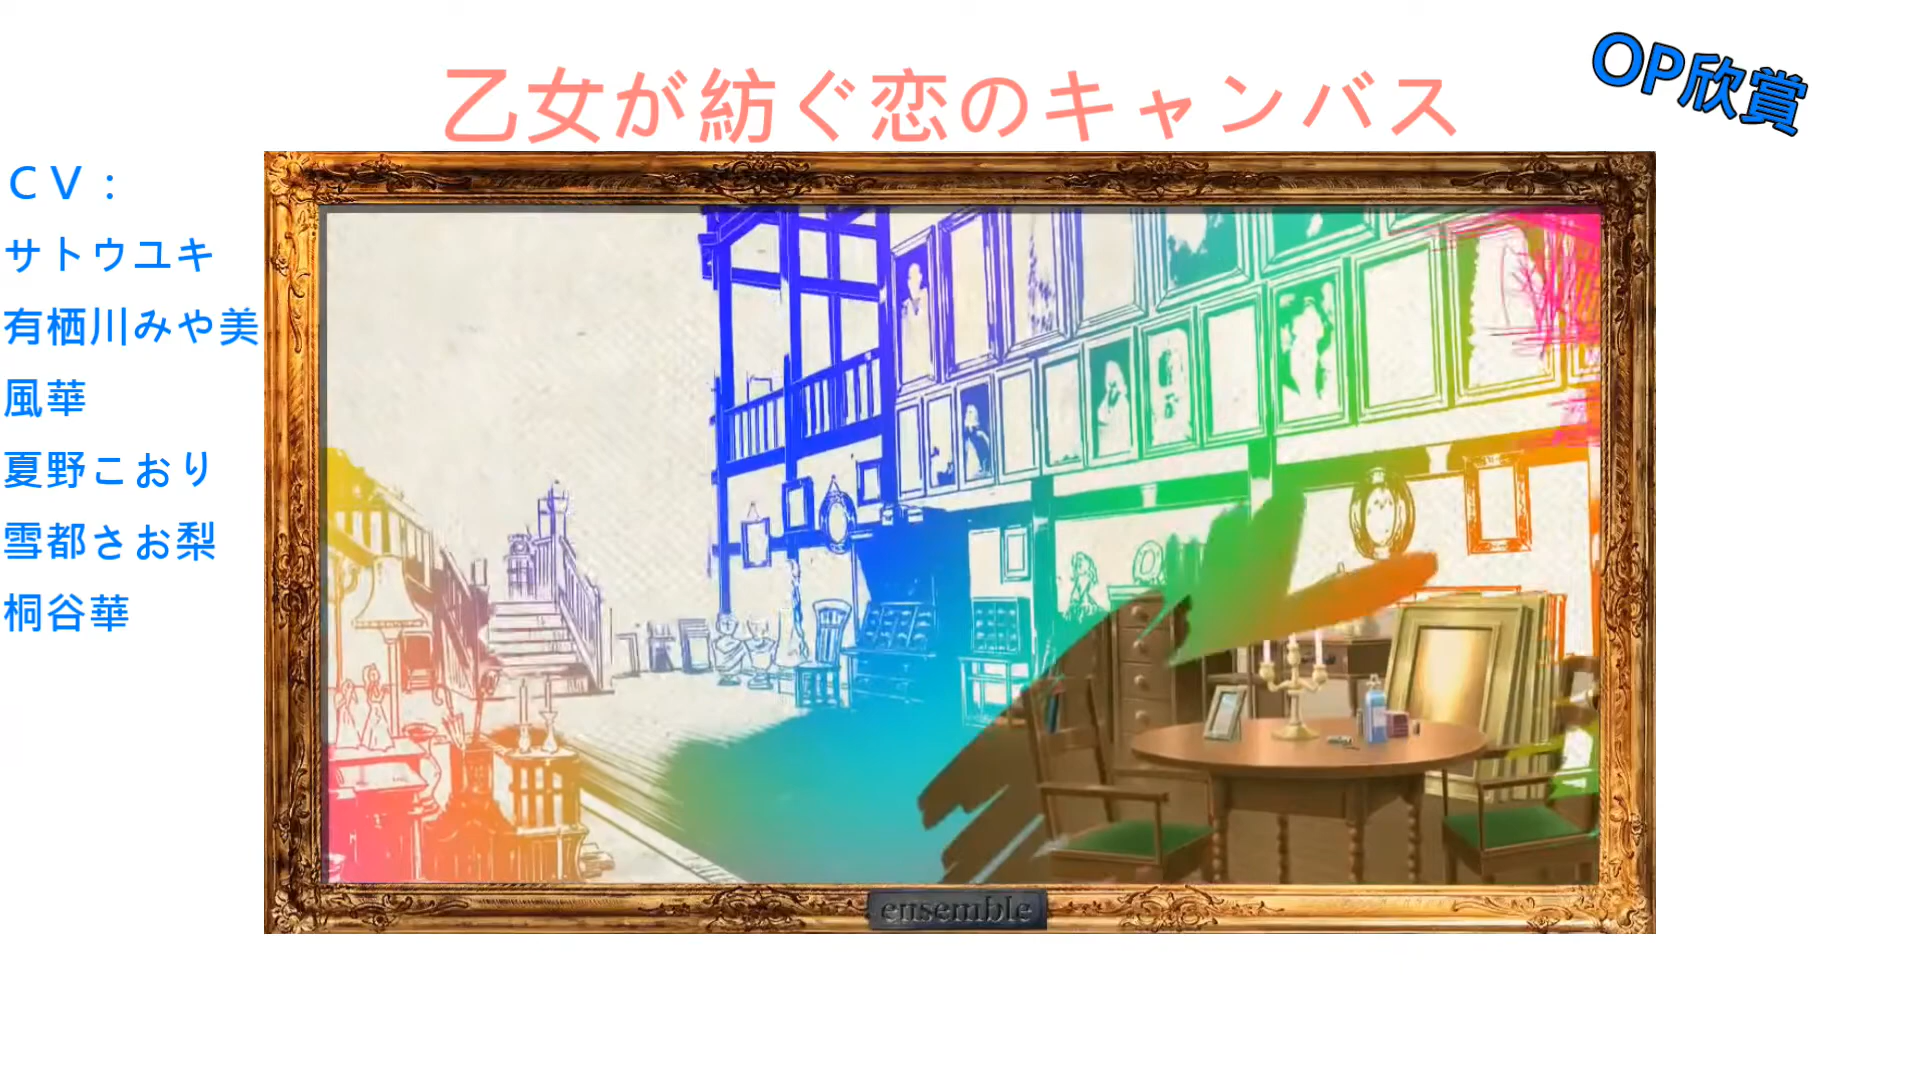 乙女が紡ぐ恋のキャンバス
OP欣賞
ＣＶ：
サトウユキ
有栖川みや美
風華
夏野こおり
雪都さお梨
桐谷華
ensemble